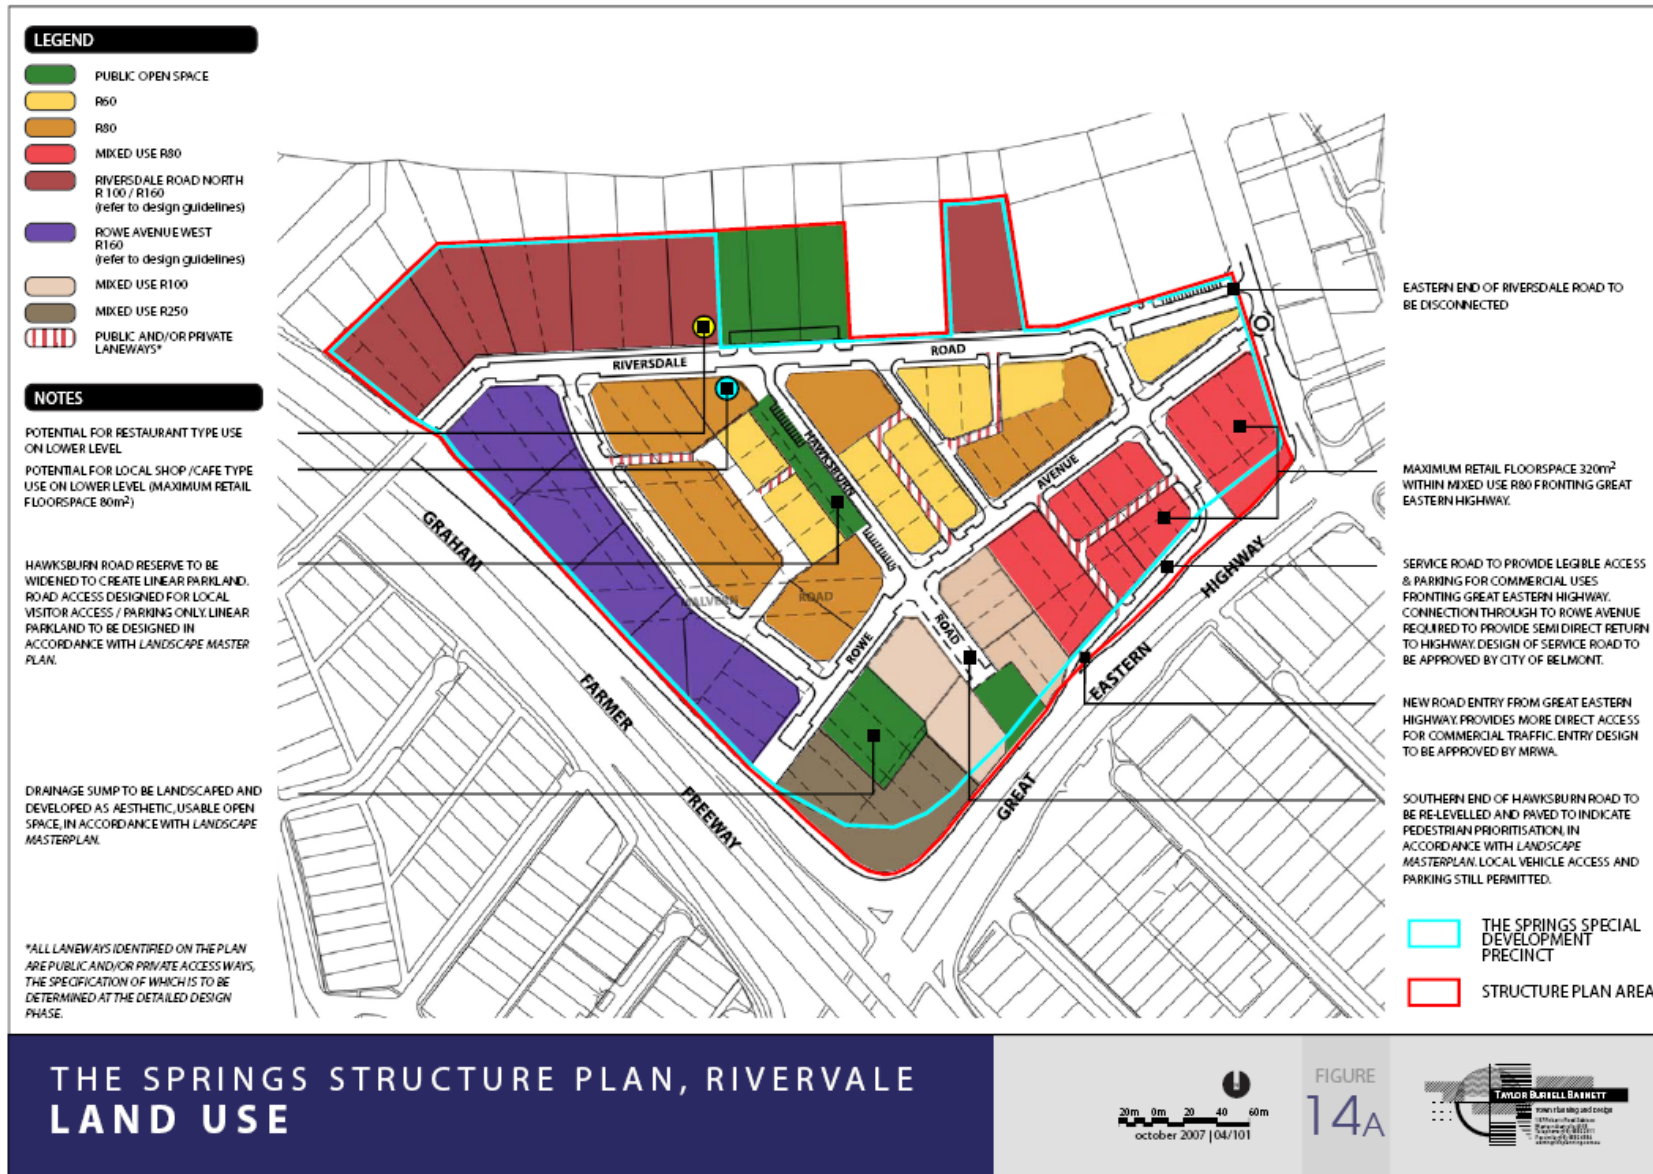 LEGEND
PUBLIC OPEN SPACE
R60
R80
MIXED USE R80
RIVERSDALE ROAD NORTH
R 100 / R160
(refer to design guidelines)
ROWE AVENUE WEST
R160
(refer to design guidelines)
MIXED USE R100
MIXED USE R250
PUBLIC AND/OR PRIVATE
LANEWAYS*
NOTES
POTENTIAL FOR RESTAURANT TYPE USE
ON LOWER LEVEL
POTENTIAL FOR LOCAL SHOP /CAFE TYPE
USE ON LOWER LEVEL (MAXIMUM RETAIL
FLOORSPACE 80m²)
HAWKSBURN ROAD RESERVE TO BE
WIDENED TO CREATE LINEAR PARKLAND.
ROAD ACCESS DESIGNED FOR LOCAL
VISITOR ACCESS / PARKING ONLY. LINEAR
PARKLAND TO BE DESIGNED IN
ACCORDANCE WITH LANDSCAPE MASTER
PLAN.
DRAINAGE SUMP TO BE LANDSCAPED AND
DEVELOPED AS AESTHETIC, USABLE OPEN
SPACE, IN ACCORDANCE WITH LANDSCAPE
MASTERPLAN.
*ALL LANEWAYS IDENTIFIED ON THE PLAN
ARE PUBLIC AND/OR PRIVATE ACCESS WAYS,
THE SPECIFICATION OF WHICH IS TO BE
DETERMINED AT THE DETAILED DESIGN
PHASE.
RIVERSDALE ROAD
HAWKSBURN
ROAD
AVENUE
ROWE
MALVERN ROAD
GRAHAM
FARMER
FREEWAY
GREAT
EASTERN
HIGHWAY
EASTERN END OF RIVERSDALE ROAD TO
BE DISCONNECTED
MAXIMUM RETAIL FLOORSPACE 320m²
WITHIN MIXED USE R80 FRONTING GREAT
EASTERN HIGHWAY.
SERVICE ROAD TO PROVIDE LEGIBLE ACCESS
& PARKING FOR COMMERCIAL USES
FRONTING GREAT EASTERN HIGHWAY.
CONNECTION THROUGH TO ROWE AVENUE
REQUIRED TO PROVIDE SEMI DIRECT RETURN
TO HIGHWAY. DESIGN OF SERVICE ROAD TO
BE APPROVED BY CITY OF BELMONT.
NEW ROAD ENTRY FROM GREAT EASTERN
HIGHWAY. PROVIDES MORE DIRECT ACCESS
FOR COMMERCIAL TRAFFIC. ENTRY DESIGN
TO BE APPROVED BY MRWA.
SOUTHERN END OF HAWKSBURN ROAD TO
BE RE-LEVELLED AND PAVED TO INDICATE
PEDESTRIAN PRIORITISATION, IN
ACCORDANCE WITH LANDSCAPE
MASTERPLAN. LOCAL VEHICLE ACCESS AND
PARKING STILL PERMITTED.
THE SPRINGS SPECIAL
DEVELOPMENT
PRECINCT
STRUCTURE PLAN AREA
THE SPRINGS STRUCTURE PLAN, RIVERVALE
LAND USE
20m 0m 20 40 60m
october 2007 | 04/101
FIGURE
14A
TAYLOR BURRELL BARNETT
Town Planning and Design